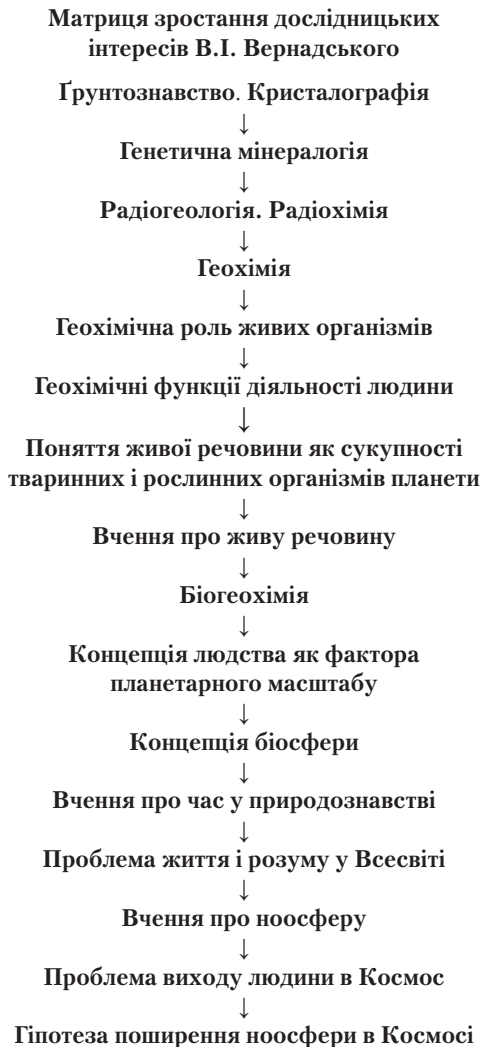 Матриця зростання дослідницьких
інтересів В.І. Вернадського
Ґрунтознавство. Кристалографія
↓
Генетична мінералогія
↓
Радіогеологія. Радіохімія
↓
Геохімія
↓
Геохімічна роль живих організмів
↓
Геохімічні функції діяльності людини
↓
Поняття живої речовини як сукупності
тваринних і рослинних організмів планети
↓
Вчення про живу речовину
↓
Біогеохімія
↓
Концепція людства як фактора
планетарного масштабу
↓
Концепція біосфери
↓
Вчення про час у природознавстві
↓
Проблема життя і розуму у Всесвіті
↓
Вчення про ноосферу
↓
Проблема виходу людини в Космос
↓
Гіпотеза поширення ноосфери в Космосі